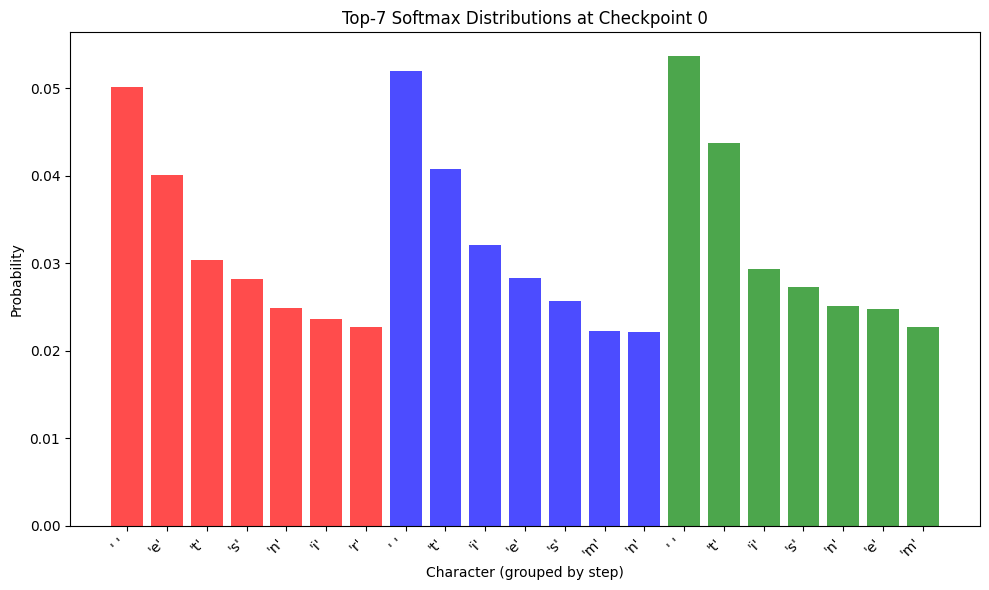 Top-7 Softmax Distributions at Checkpoint 0
Probability
0.05
0.04
0.03
0.02
0.01
0.00
' ' 'e' 't' 's' 'n' 'i' 'r' ' ' 't' 'i' 'e' 's' 'm' 'n' ' ' 't' 'i' 's' 'n' 'e' 'm'
Character (grouped by step)